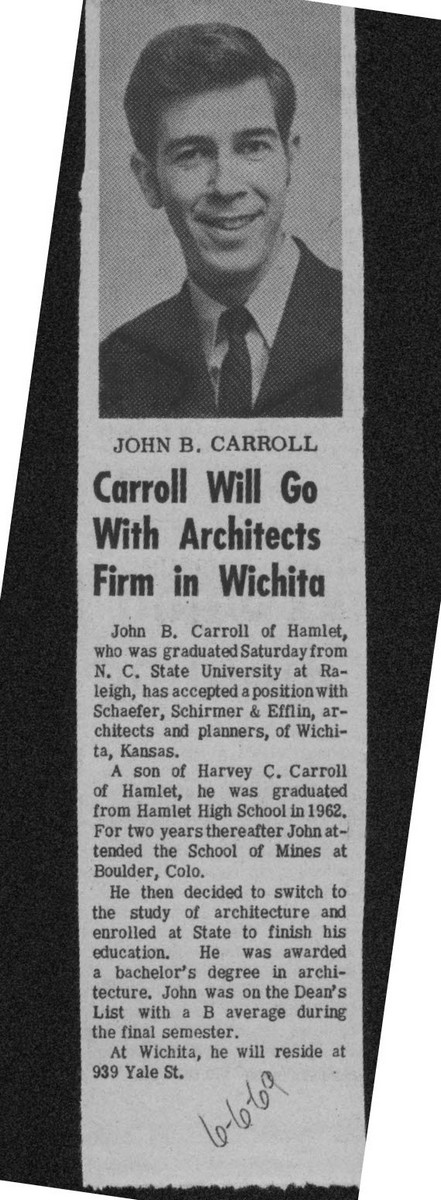 JOHN B. CARROLL
Carroll Will Go
With Architects
Firm in Wichita
John B. Carroll of Hamlet,
who was graduated Saturday from
N. C. State University at Ra-
leigh, has accepted a position with
Schaefer, Schirmer & Efflin, ar-
chitects and planners, of Wichi-
ta, Kansas.
A son of Harvey C. Carroll
of Hamlet, he was graduated
from Hamlet High School in 1962.
For two years thereafter John at-
tended the School of Mines at
Boulder, Colo.
He then decided to switch to
the study of architecture and
enrolled at State to finish his
education. He was awarded
a bachelor's degree in archi-
tecture. John was on the Dean's
List with a B average during
the final semester.
At Wichita, he will reside at
939 Yale St.
6-6-69